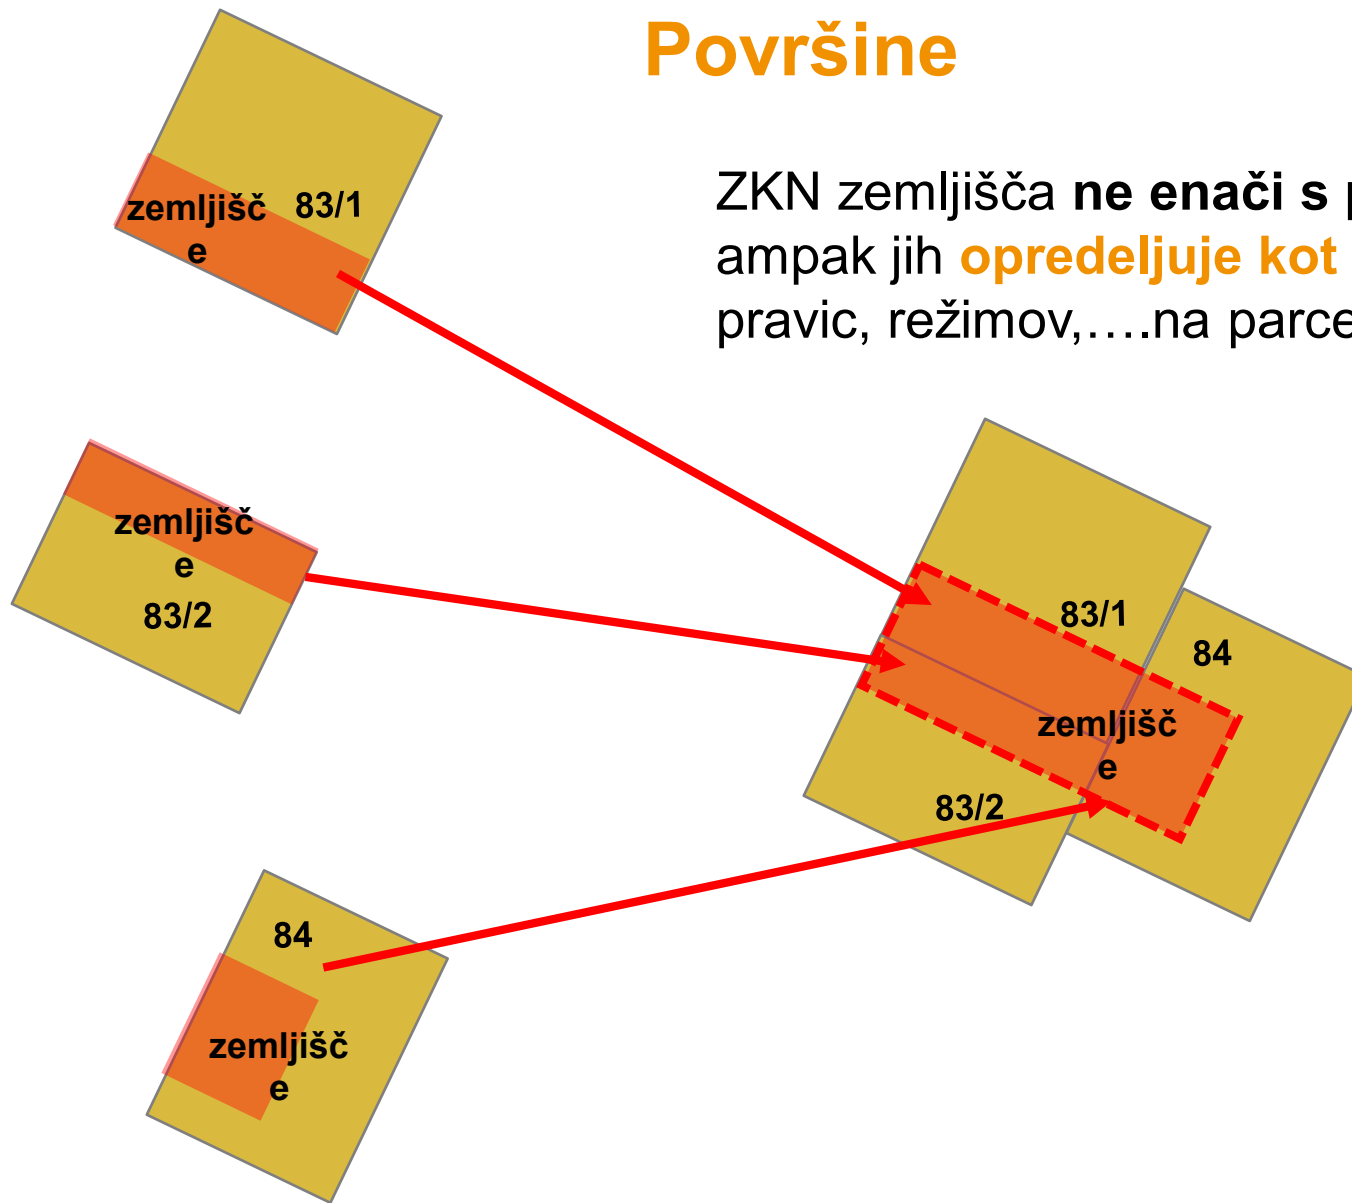 Površine
ZKN zemljišča ne enači s
ampak jih opredeljuje kot
pravic, režimov,….na
zemljišč
e
83/1
zemljišč
e
83/2
83/1
84
zemljišč
e
83/2
84
zemljišč
e